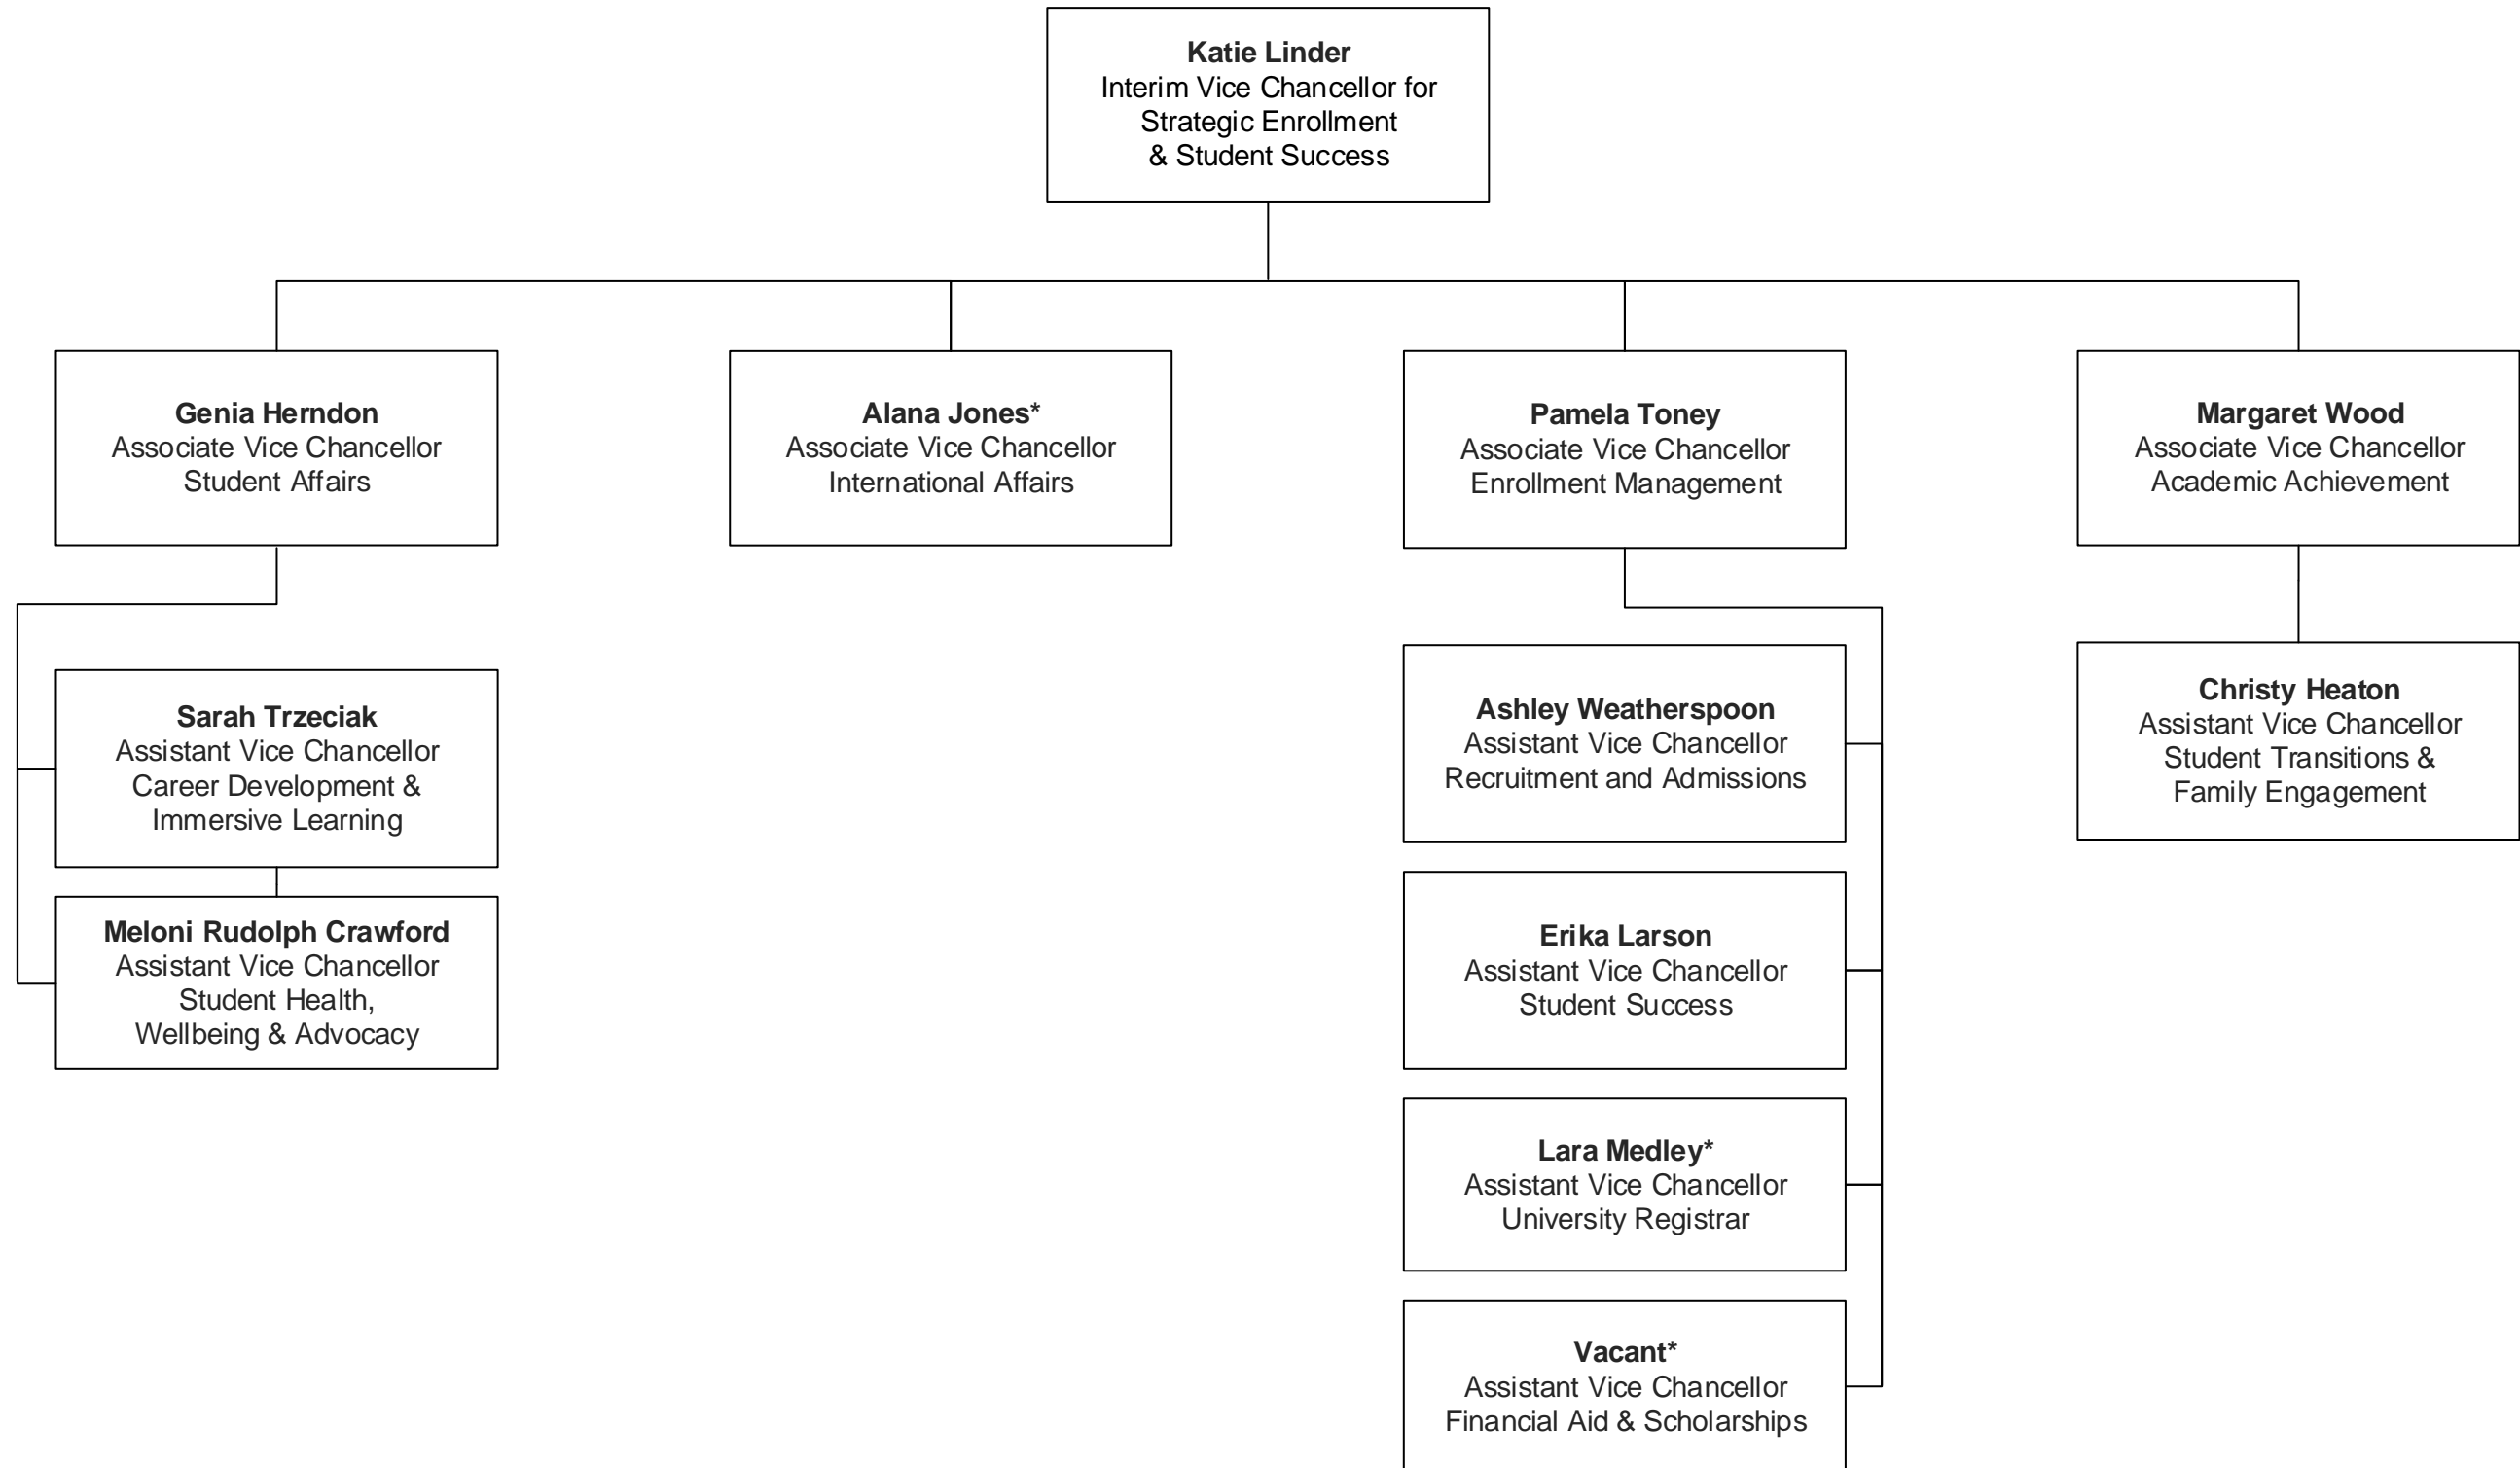 Katie Linder
Interim Vice Chancellor for
Strategic Enrollment
& Student Success
Genia Herndon
Associate Vice Chancellor
Student Affairs
Alana Jones*
Associate Vice Chancellor
International Affairs
Pamela Toney
Associate Vice Chancellor
Enrollment Management
Margaret Wood
Associate Vice Chancellor
Academic Achievement
Sarah Trzeciak
Assistant Vice Chancellor
Career Development &
Immersive Learning
Meloni Rudolph Crawford
Assistant Vice Chancellor
Student Health,
Wellbeing & Advocacy
Ashley Weatherspoon
Assistant Vice Chancellor
Recruitment and Admissions
Erika Larson
Assistant Vice Chancellor
Student Success
Lara Medley*
Assistant Vice Chancellor
University Registrar
Vacant*
Assistant Vice Chancellor
Financial Aid & Scholarships
Christy Heaton
Assistant Vice Chancellor
Student Transitions &
Family Engagement